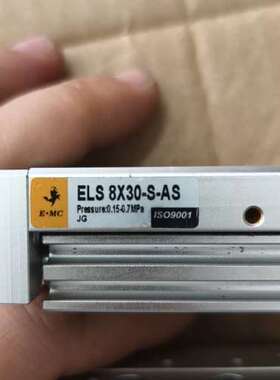 ELS 8X30-S-AS
Pressure:0.15-0.7MPa
JG
ISO9001
E·MC